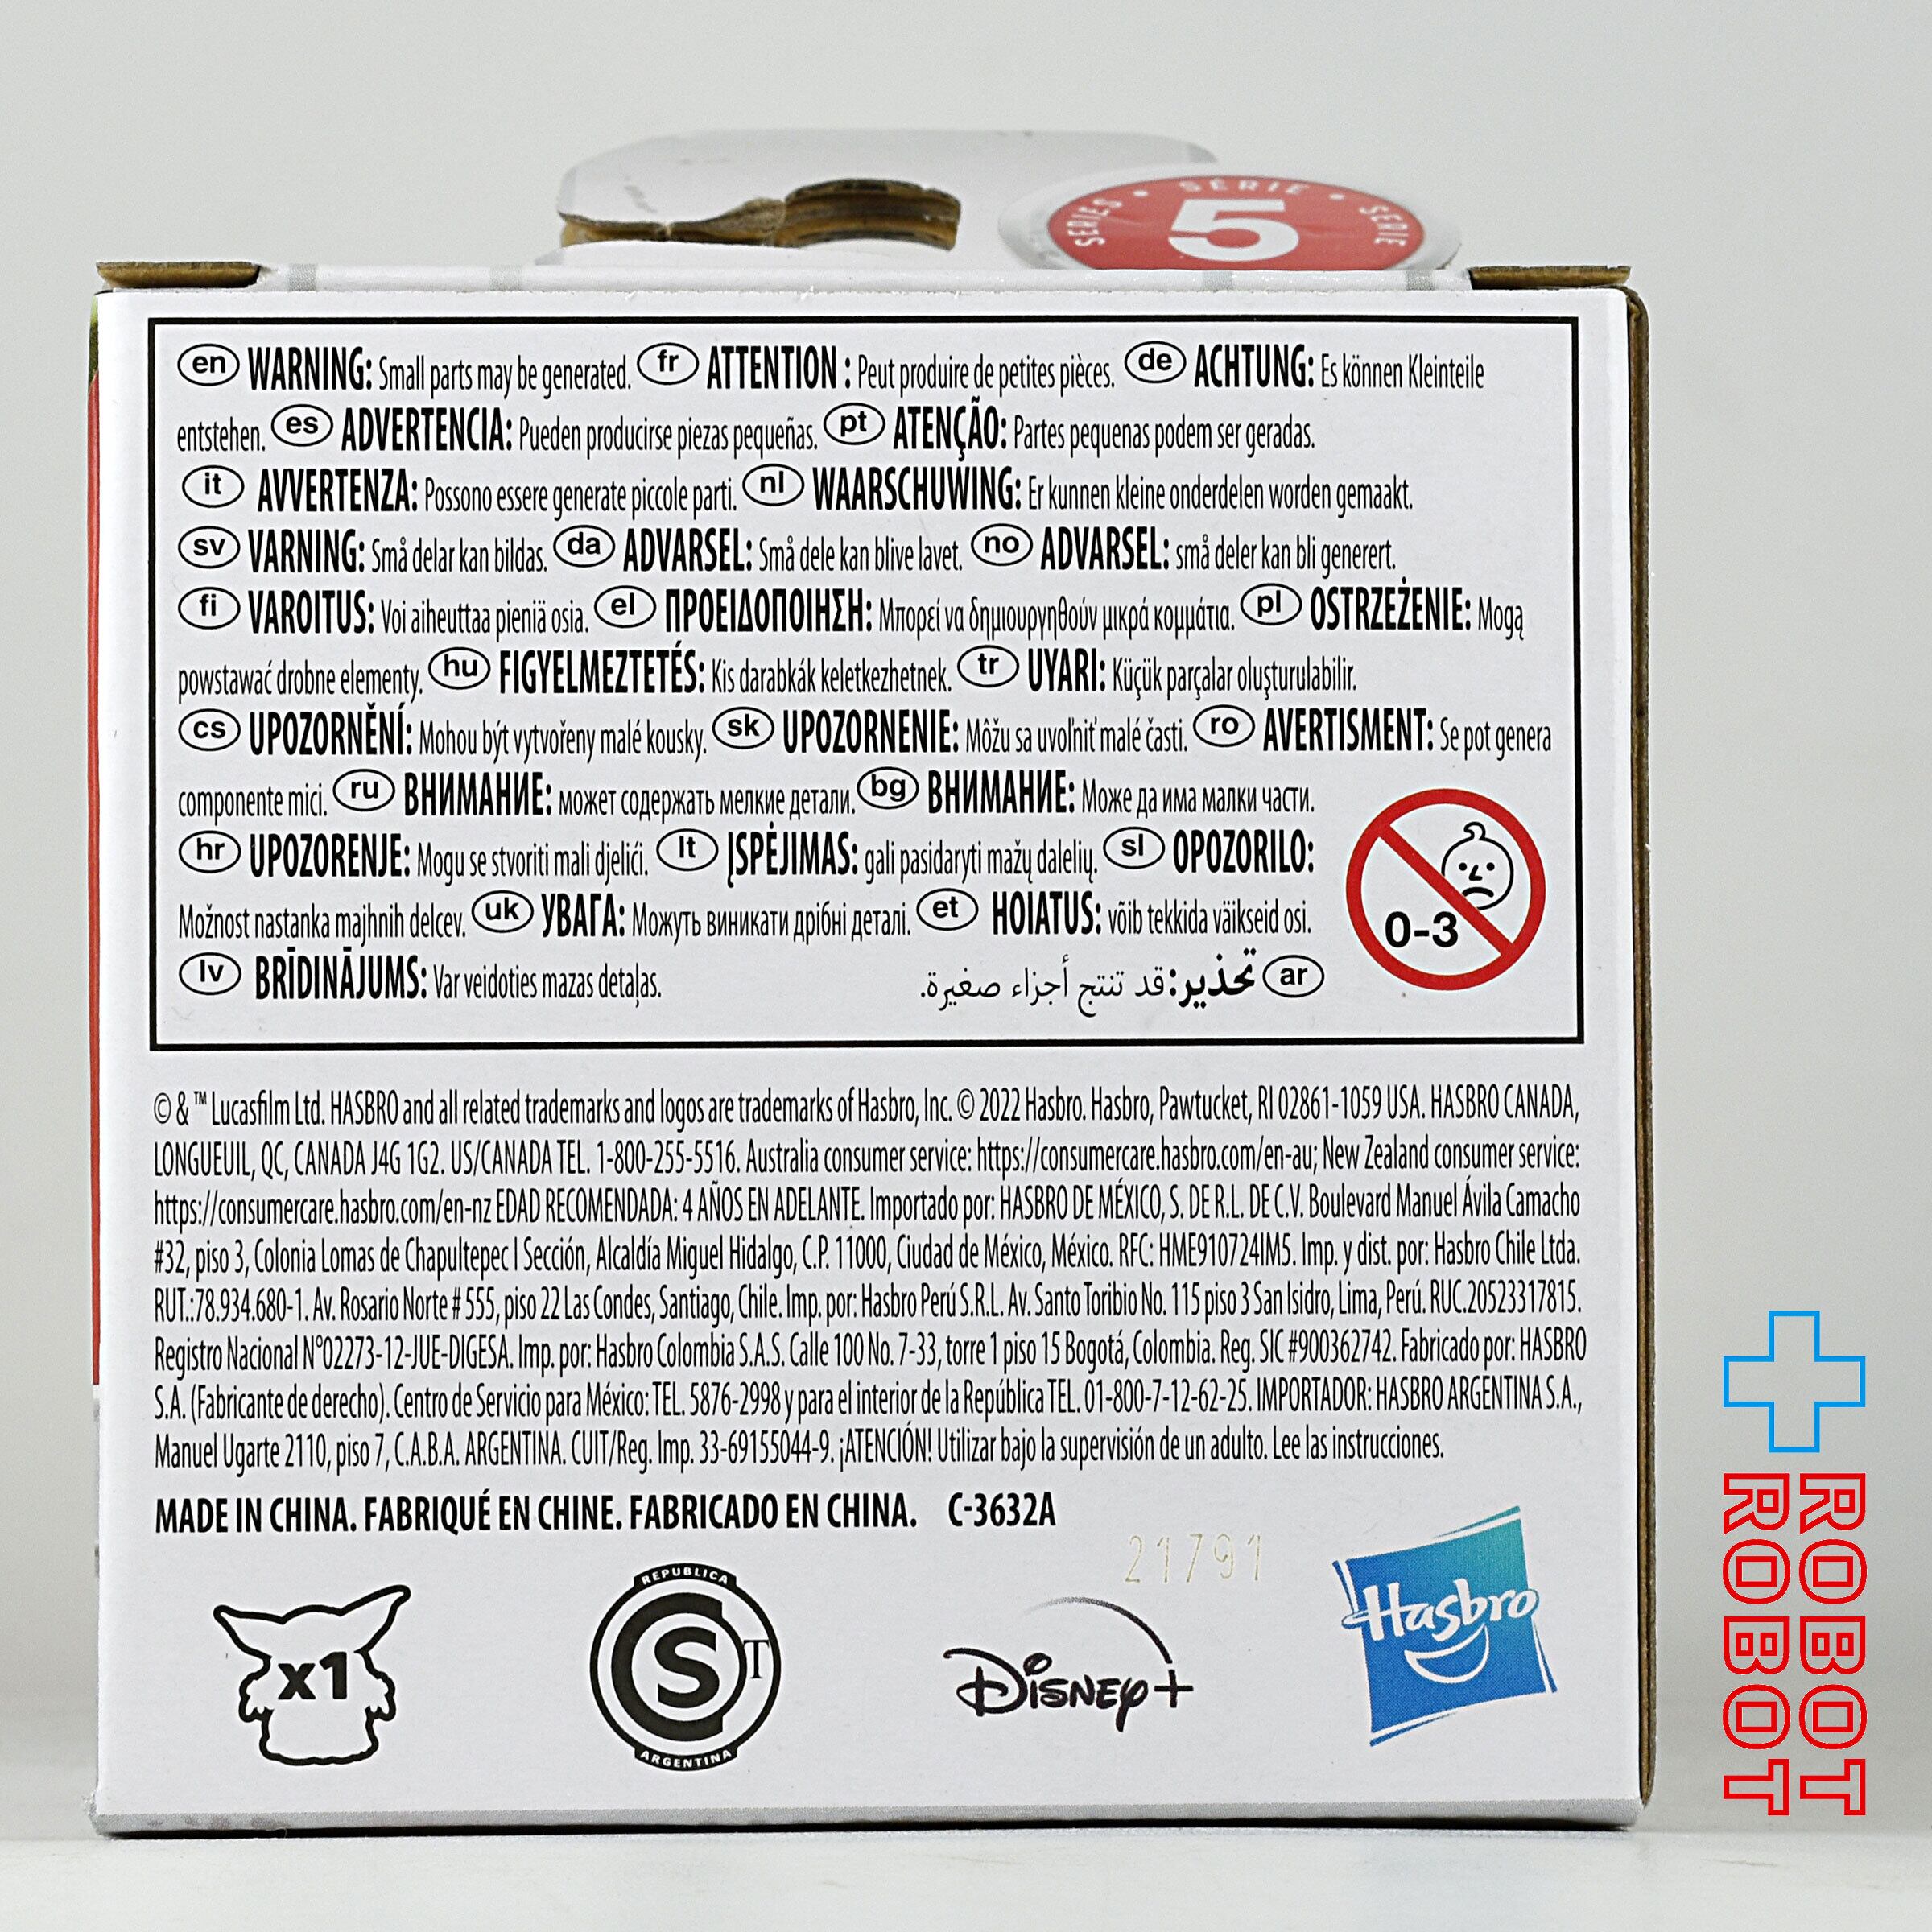 SERIES • SÉRIE • SERIE
5
en WARNING: Small parts may be generated. fr ATTENTION : Peut produire de petites pièces. de ACHTUNG: Es können Kleinteile
entstehen. es ADVERTENCIA: Pueden producirse piezas pequeñas. pt ATENÇÃO: Partes pequenas podem ser geradas.
it AVVERTENZA: Possono essere generate piccole parti. nl WAARSCHUWING: Er kunnen kleine onderdelen worden gemaakt.
sv VARNING: Små delar kan bildas. da ADVARSEL: Små dele kan blive lavet. no ADVARSEL: små deler kan bli generert.
fi VAROITUS: Voi aiheuttaa pieniä osia. el ΠΡΟΕΙΔΟΠΟΙΗΣΗ: Μπορεί να δημιουργηθούν μικρά κομμάτια. pl OSTRZEŻENIE: Mogą
powstawać drobne elementy. hu FIGYELMEZTETÉS: Kis darabkák keletkezhetnek. tr UYARI: Küçük parçalar oluşturulabilir.
cs UPOZORNĚNÍ: Mohou být vytvořeny malé kousky. sk UPOZORNENIE: Môžu sa uvoľniť malé časti. ro AVERTISMENT: Se pot genera
componente mici. ru ВНИМАНИЕ: может содержать мелкие детали. bg ВНИМАНИЕ: Може да има малки части.
hr UPOZORENJE: Mogu se stvoriti mali djelići. lt ĮSPĖJIMAS: gali pasidaryti mažų dalelių. sl OPOZORILO:
Možnost nastanka majhnih delcev. uk УВАГА: Можуть виникати дрібні деталі. et HOIATUS: võib tekkida väikseid osi.
lv BRĪDINĀJUMS: Var veidoties mazas detaļas. ar تحذير: قد تنتج أجزاء صغيرة.
0-3
© & ™ Lucasfilm Ltd. HASBRO and all related trademarks and logos are trademarks of Hasbro, Inc. © 2022 Hasbro. Hasbro, Pawtucket, RI 02861-1059 USA. HASBRO CANADA,
LONGUEUIL, QC, CANADA J4G 1G2. US/CANADA TEL. 1-800-255-5516. Australia consumer service: https://consumercare.hasbro.com/en-au; New Zealand consumer service:
https://consumercare.hasbro.com/en-nz EDAD RECOMENDADA: 4 AÑOS EN ADELANTE. Importado por: HASBRO DE MÉXICO, S. DE R.L. DE C.V. Boulevard Manuel Ávila Camacho
#32, piso 3, Colonia Lomas de Chapultepec I Sección, Alcaldía Miguel Hidalgo, C.P. 11000, Ciudad de México, México. RFC: HME910724IM5. Imp. y dist. por: Hasbro Chile Ltda.
RUT.:78.934.680-1. Av. Rosario Norte # 555, piso 22 Las Condes, Santiago, Chile. Imp. por: Hasbro Perú S.R.L. Av. Santo Toribio No. 115 piso 3 San Isidro, Lima, Perú. RUC.20523317815.
Registro Nacional N°02273-12-JUE-DIGESA. Imp. por: Hasbro Colombia S.A.S. Calle 100 No. 7-33, torre 1 piso 15 Bogotá, Colombia. Reg. SIC #900362742. Fabricado por: HASBRO
S.A. (Fabricante de derecho). Centro de Servicio para México: TEL. 5876-2998 y para el interior de la República TEL. 01-800-7-12-62-25. IMPORTADOR: HASBRO ARGENTINA S.A.,
Manuel Ugarte 2110, piso 7, C.A.B.A. ARGENTINA. CUIT/Reg. Imp. 33-69155044-9. ¡ATENCIÓN! Utilizar bajo la supervisión de un adulto. Lee las instrucciones.
MADE IN CHINA. FABRIQUÉ EN CHINE. FABRICADO EN CHINA. C-3632A
21791
x1
REPUBLICA
S T
ARGENTINA
Disney+
Hasbro
ROBOT
ROBOT